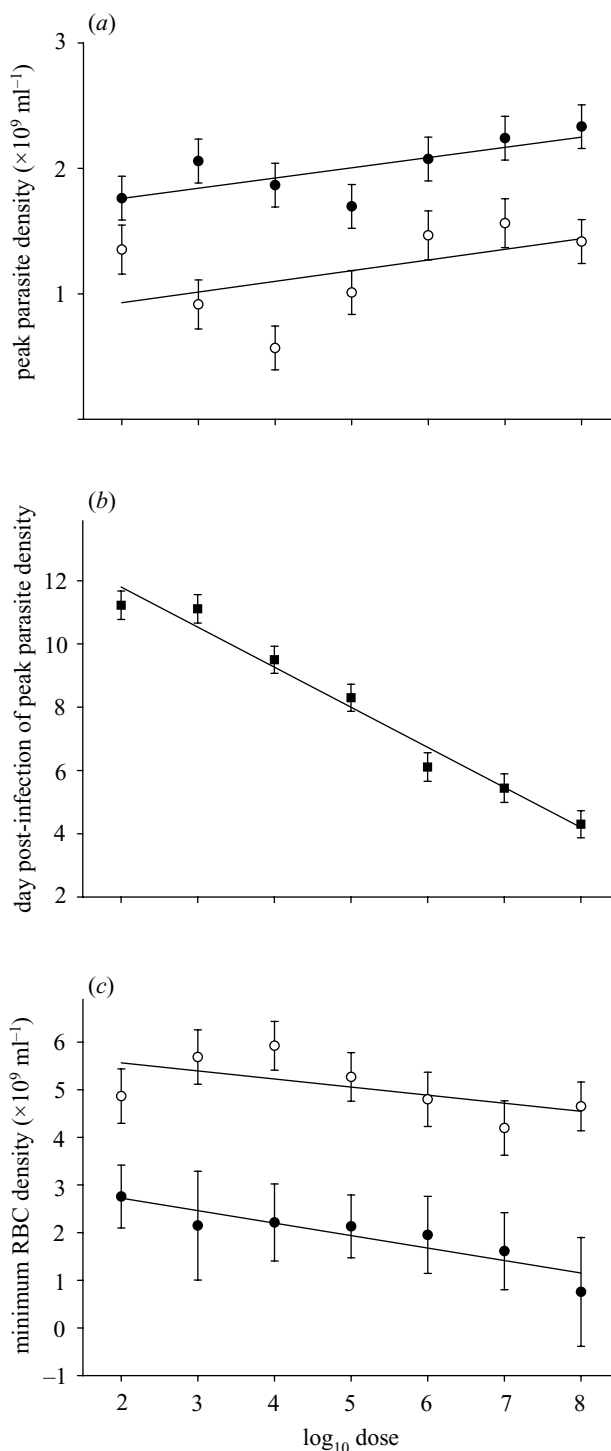 (a)
3
2
1
peak parasite density (×10⁹ ml⁻¹)
(b)
12
10
8
6
4
2
day post-infection of peak parasite density
(c)
6
5
4
3
2
1
0
–1
minimum RBC density (×10⁹ ml⁻¹)
2 3 4 5 6 7 8
log₁₀ dose